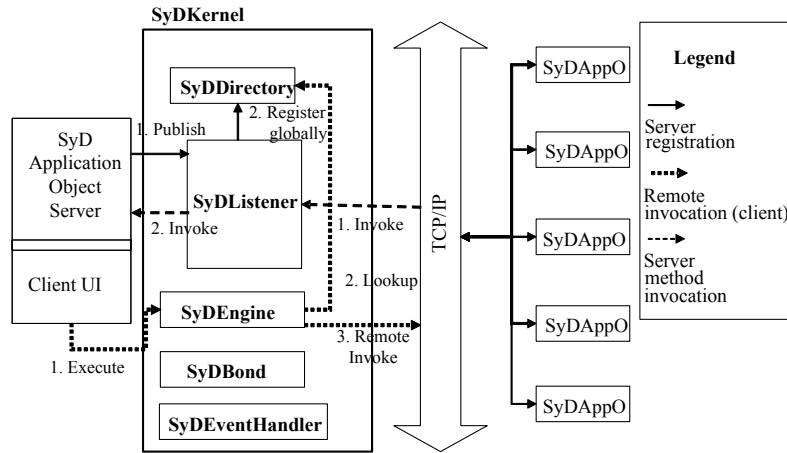 SyDKernel
SyDDirectory
2. Register
globally
1. Publish
SyD
Application
Object
Server
SyDListener
2. Invoke
1. Invoke
Client UI
2. Lookup
SyDEngine
3. Remote
Invoke
1. Execute
SyDBond
SyDEventHandler
TCP/IP
SyDAppO
SyDAppO
SyDAppO
SyDAppO
SyDAppO
Legend
Server
registration
Remote
invocation (client)
Server
method
invocation